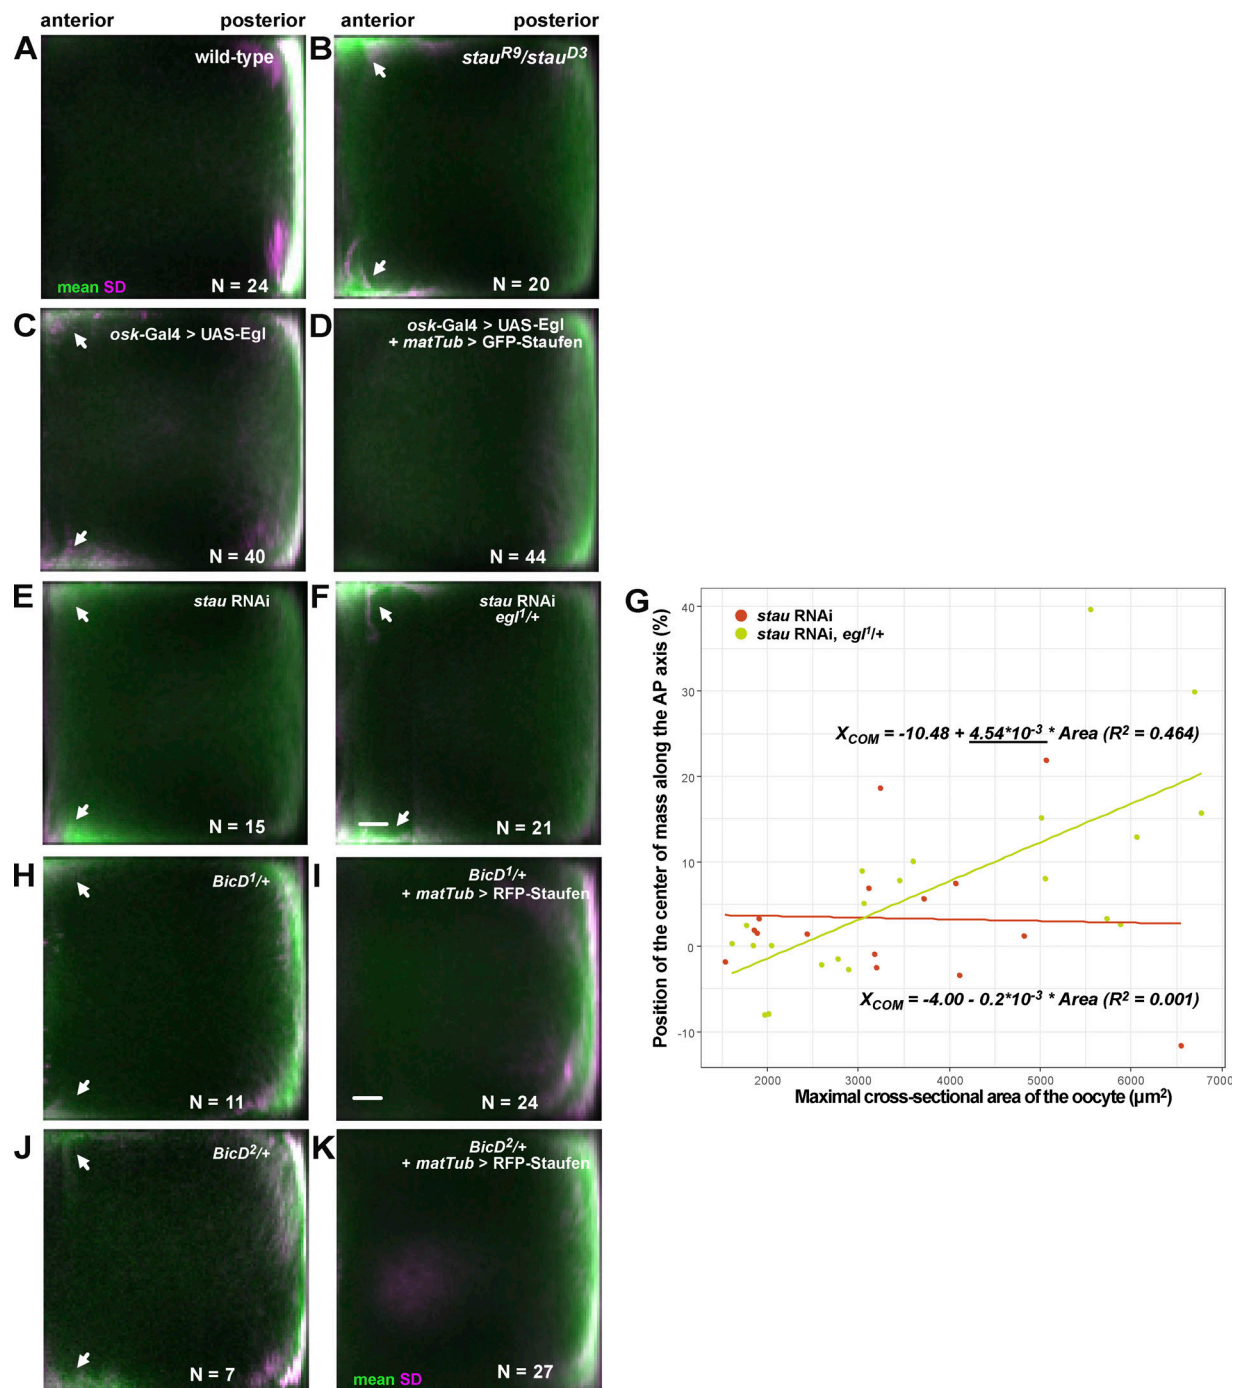 anterior posterior anterior posterior
A wild-type
mean SD N = 24
B stauR9/stauD3
N = 20
C osk-Gal4 > UAS-Egl
N = 40
D osk-Gal4 > UAS-Egl
+ matTub > GFP-Staufen
N = 44
E stau RNAi
N = 15
F stau RNAi
egl1/+
N = 21
G
stau RNAi
stau RNAi, egl1/+
Position of the center of mass along the AP axis (%)
40
30
20
10
0
-10
XCOM = -10.48 + 4.54*10-3 * Area (R2 = 0.464)
XCOM = -4.00 - 0.2*10-3 * Area (R2 = 0.001)
2000 3000 4000 5000 6000 7000
Maximal cross-sectional area of the oocyte (µm2)
H BicD1/+
N = 11
I BicD1/+
+ matTub > RFP-Staufen
N = 24
J BicD2/+
N = 7
K BicD2/+
+ matTub > RFP-Staufen
mean SD N = 27